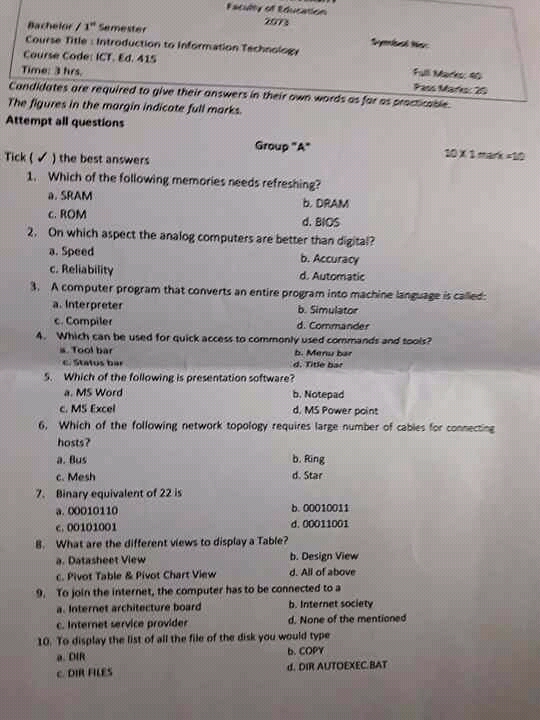 Faculty of Education
2073
Bachelor / 1st Semester
Course Title : Introduction to Information Technology
Symbol No:
Course Code: ICT. Ed. 415
Time: 3 hrs.
Full Marks: 40
Pass Marks: 20
Candidates are required to give their answers in their own words as far as practicable.
The figures in the margin indicate full marks.
Attempt all questions
Group "A"
Tick ( ✓ ) the best answers 10 X 1 mark =10
1. Which of the following memories needs refreshing?
a. SRAM b. DRAM
c. ROM d. BIOS
2. On which aspect the analog computers are better than digital?
a. Speed b. Accuracy
c. Reliability d. Automatic
3. A computer program that converts an entire program into machine language is called:
a. Interpreter b. Simulator
c. Compiler d. Commander
4. Which can be used for quick access to commonly used commands and tools?
a. Tool bar b. Menu bar
c. Status bar d. Title bar
5. Which of the following is presentation software?
a. MS Word b. Notepad
c. MS Excel d. MS Power point
6. Which of the following network topology requires large number of cables for connecting
hosts?
a. Bus b. Ring
c. Mesh d. Star
7. Binary equivalent of 22 is
a. 00010110 b. 00010011
c. 00101001 d. 00011001
8. What are the different views to display a Table?
a. Datasheet View b. Design View
c. Pivot Table & Pivot Chart View d. All of above
9. To join the internet, the computer has to be connected to a
a. Internet architecture board b. Internet society
c. Internet service provider d. None of the mentioned
10. To display the list of all the file of the disk you would type
a. DIR b. COPY
c. DIR FILES d. DIR AUTOEXEC.BAT